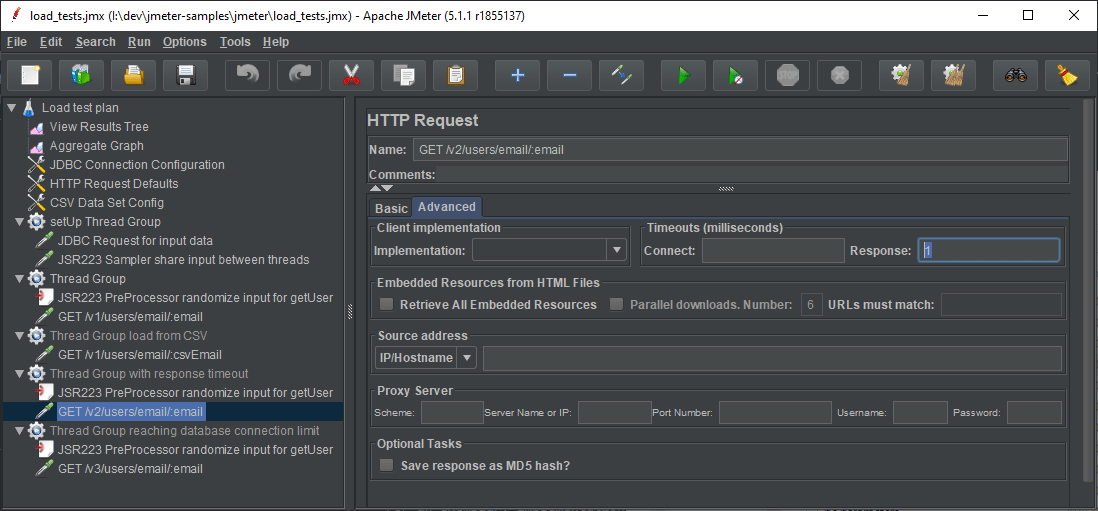 load_tests.jmx (I:\dev\jmeter-samples\jmeter\load_tests.jmx) - Apache JMeter (5.1.1 r1855137)
File Edit Search Run Options Tools Help
STOP
Load test plan
View Results Tree
Aggregate Graph
JDBC Connection Configuration
HTTP Request Defaults
CSV Data Set Config
setUp Thread Group
JDBC Request for input data
JSR223 Sampler share input between threads
Thread Group
JSR223 PreProcessor randomize input for getUser
GET /v1/users/email/:email
Thread Group load from CSV
GET /v1/users/email/:csvEmail
Thread Group with response timeout
JSR223 PreProcessor randomize input for getUser
GET /v2/users/email/:email
Thread Group reaching database connection limit
JSR223 PreProcessor randomize input for getUser
GET /v3/users/email/:email
HTTP Request
Name: GET /v2/users/email/:email
Comments:
Basic Advanced
Client implementation
Implementation:
Timeouts (milliseconds)
Connect: Response: 1
Embedded Resources from HTML Files
Retrieve All Embedded Resources Parallel downloads. Number: 6 URLs must match:
Source address
IP/Hostname
Proxy Server
Scheme: Server Name or IP: Port Number: Username: Password:
Optional Tasks
Save response as MD5 hash?